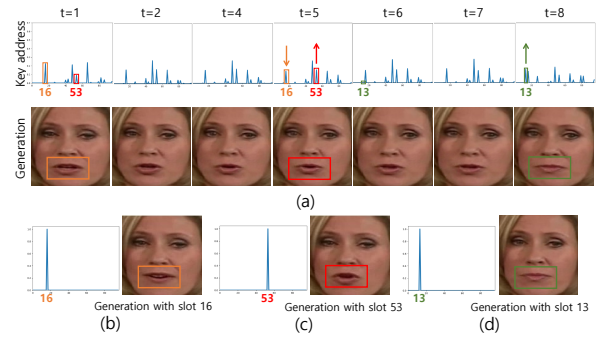 t=1 t=2 t=4 t=5 t=6 t=7 t=8
Key address
16 53 16 53 13 13
Generation
(a)
16 53 13
Generation with slot 16 Generation with slot 53 Generation with slot 13
(b) (c) (d)